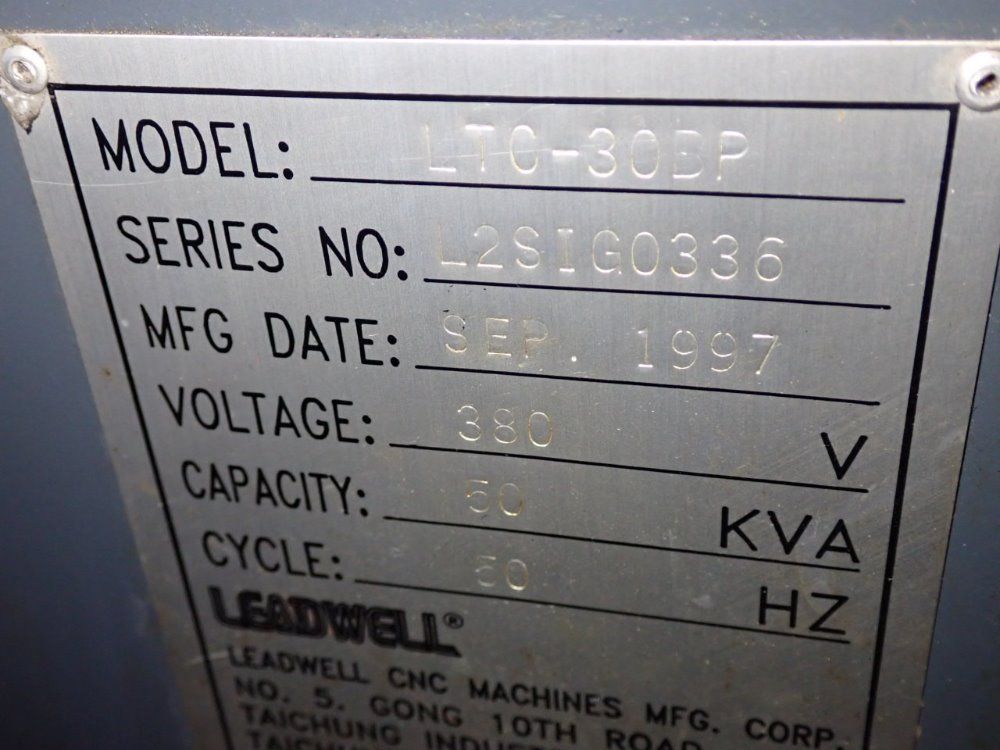 MODEL: LTC-30BP
SERIES NO: L2SIG0336
MFG DATE: SEP. 1997
VOLTAGE: 380 V
CAPACITY: 50 KVA
CYCLE: 50 HZ
LEADWELL®
LEADWELL CNC MACHINES MFG. CORP
NO. 5. GONG 10TH ROAD
TAICHUNG